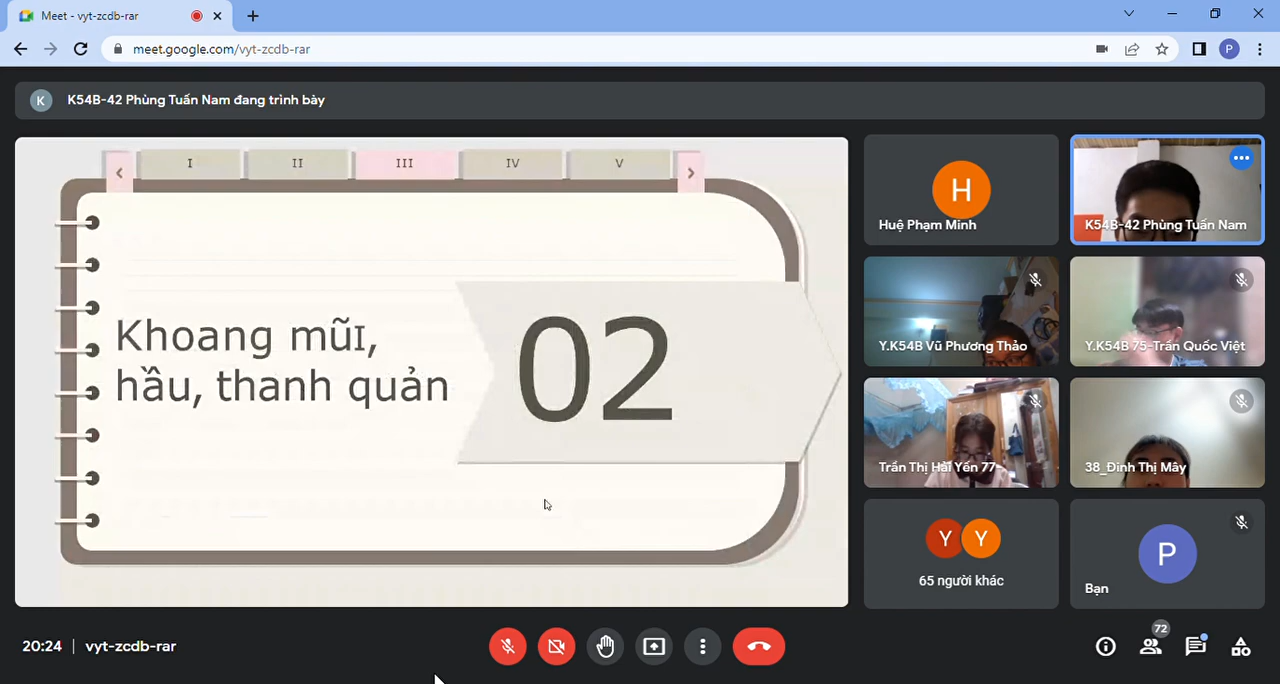 Meet - vyt-zcdb-rar
meet.google.com/vyt-zcdb-rar
P
K
K54B-42 Phùng Tuấn Nam đang trình bày
I
II
III
IV
V
Khoang mũi,
hầu, thanh quản
02
H
Huệ Phạm Minh
K54B-42 Phùng Tuấn Nam
Y.K54B Vũ Phương Thảo
Y.K54B 75-Trần Quốc Việt
Trần Thị Hải Yến 77-
38_Đinh Thị Mây
Y
Y
65 người khác
P
Bạn
20:24 | vyt-zcdb-rar
72